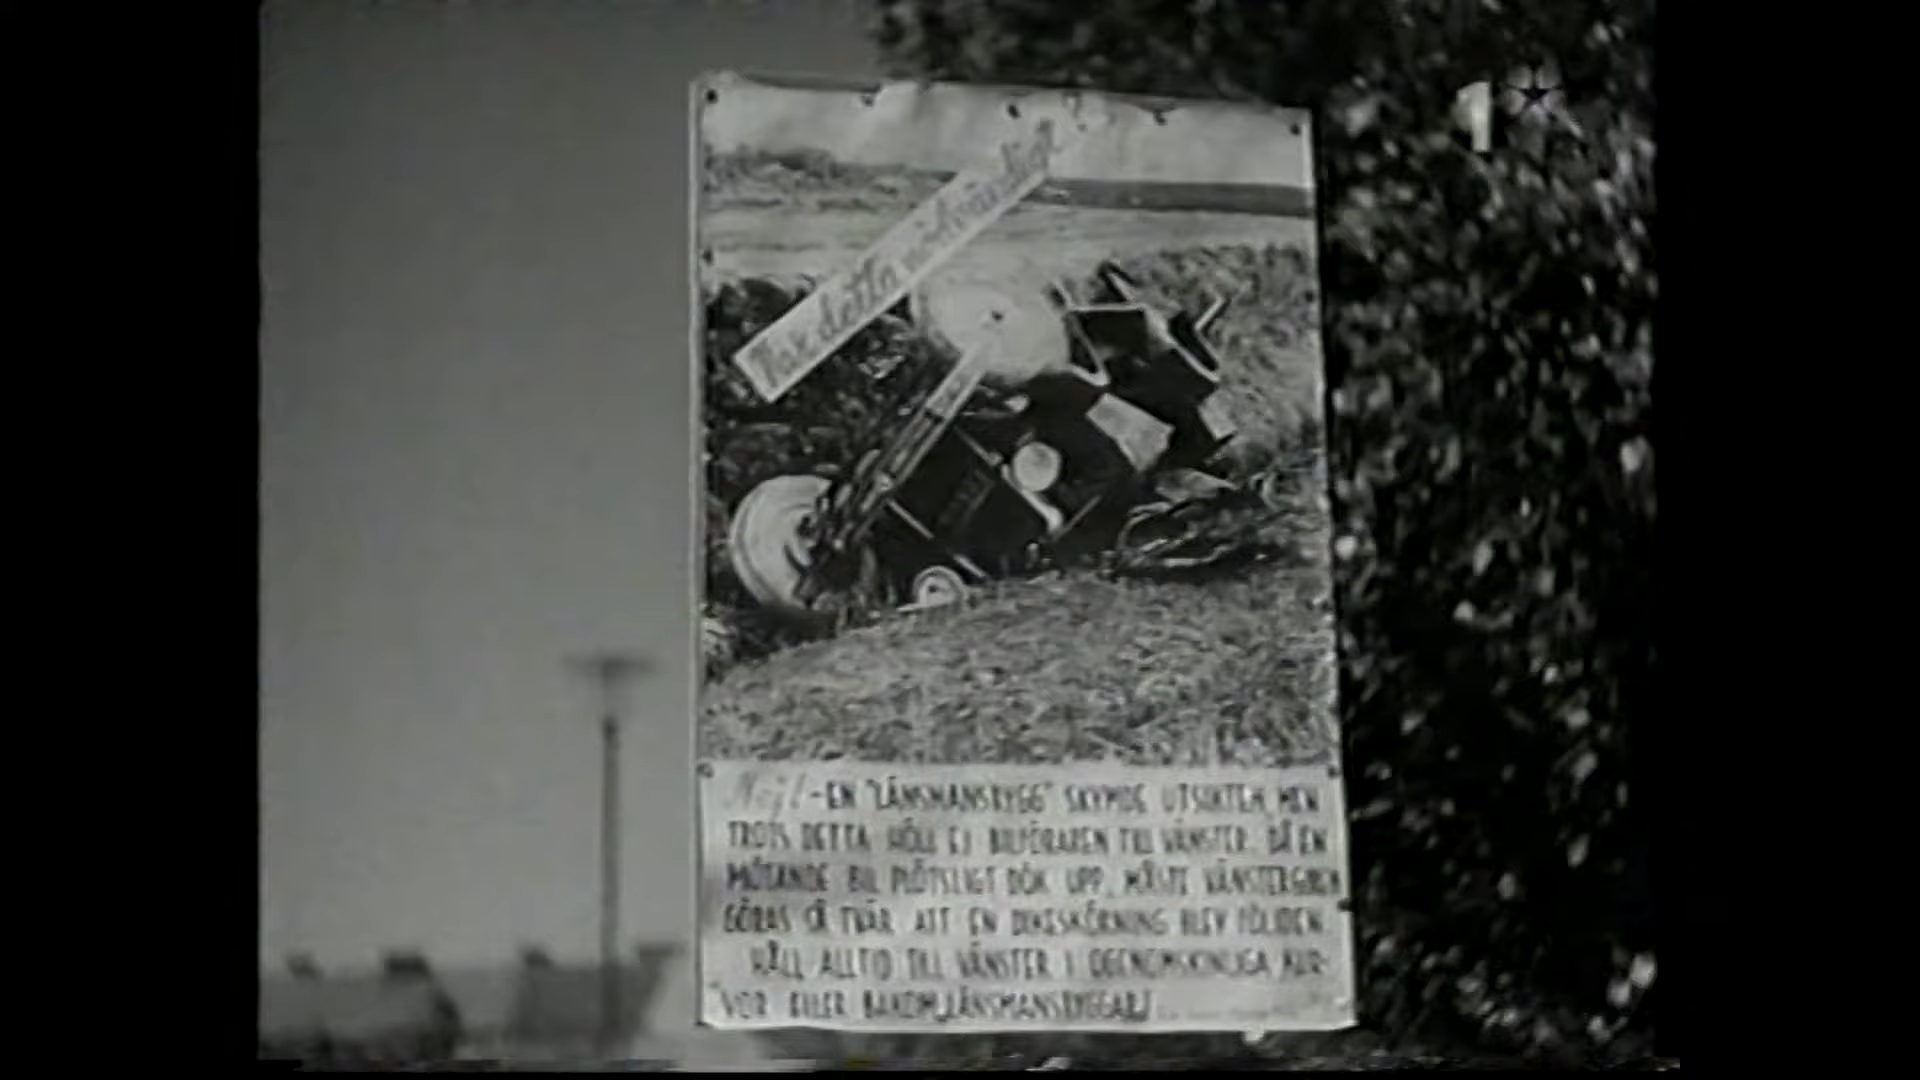 Var detta nödvändigt?
Nej! - EN "LÄNSMANSRYGG" SKYMDE UTSIKTEN, MEN
TROTS DETTA HÖLL EJ BILFÖRAREN TILL VÄNSTER. DÅ EN
MÖTANDE BIL PLÖTSLIGT DÖK UPP, MÅSTE VÄNSTERGIREN
GÖRAS SÅ TVÄR ATT EN DIKESKÖRNING BLEV FÖLJDEN.
HÅLL ALLTID TILL VÄNSTER I OGENOMSKINLIGA KUR-
VOR ELLER BAKOM „LÄNSMANSRYGGAR"!
1